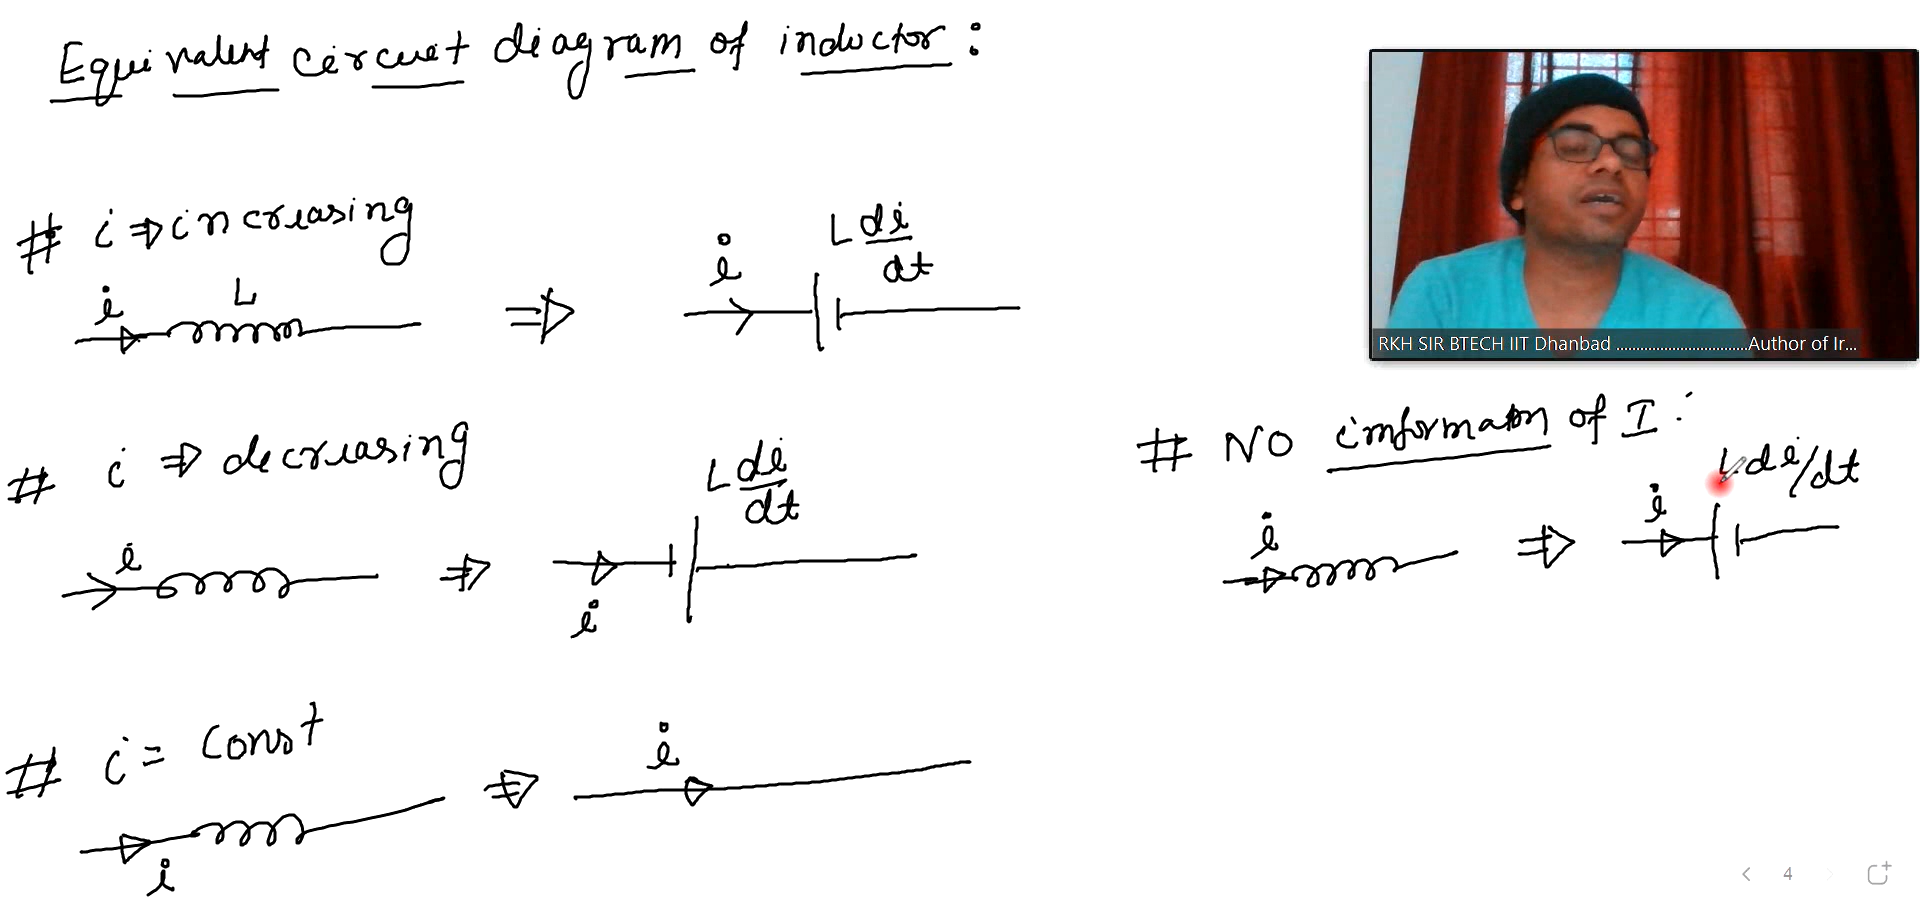 Equivalent circuit diagram of inductor :
# i ⇒ increasing
i L
⇒
i L di/dt
# i ⇒ decreasing
i
⇒
i L di/dt
# i = const
i
⇒
i
RKH SIR BTECH IIT Dhanbad ..................................Author of Ir...
# NO information of I :
i
⇒
i L di/dt
4